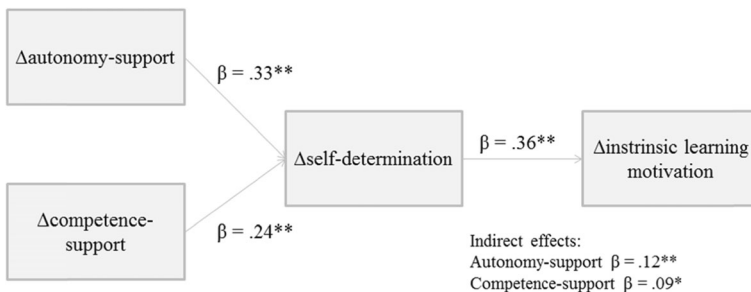 Δautonomy-support
β = .33**
Δself-determination
β = .36**
Δinstrinsic learning
motivation
Δcompetence-
support
β = .24**
Indirect effects:
Autonomy-support β = .12**
Competence-support β = .09*